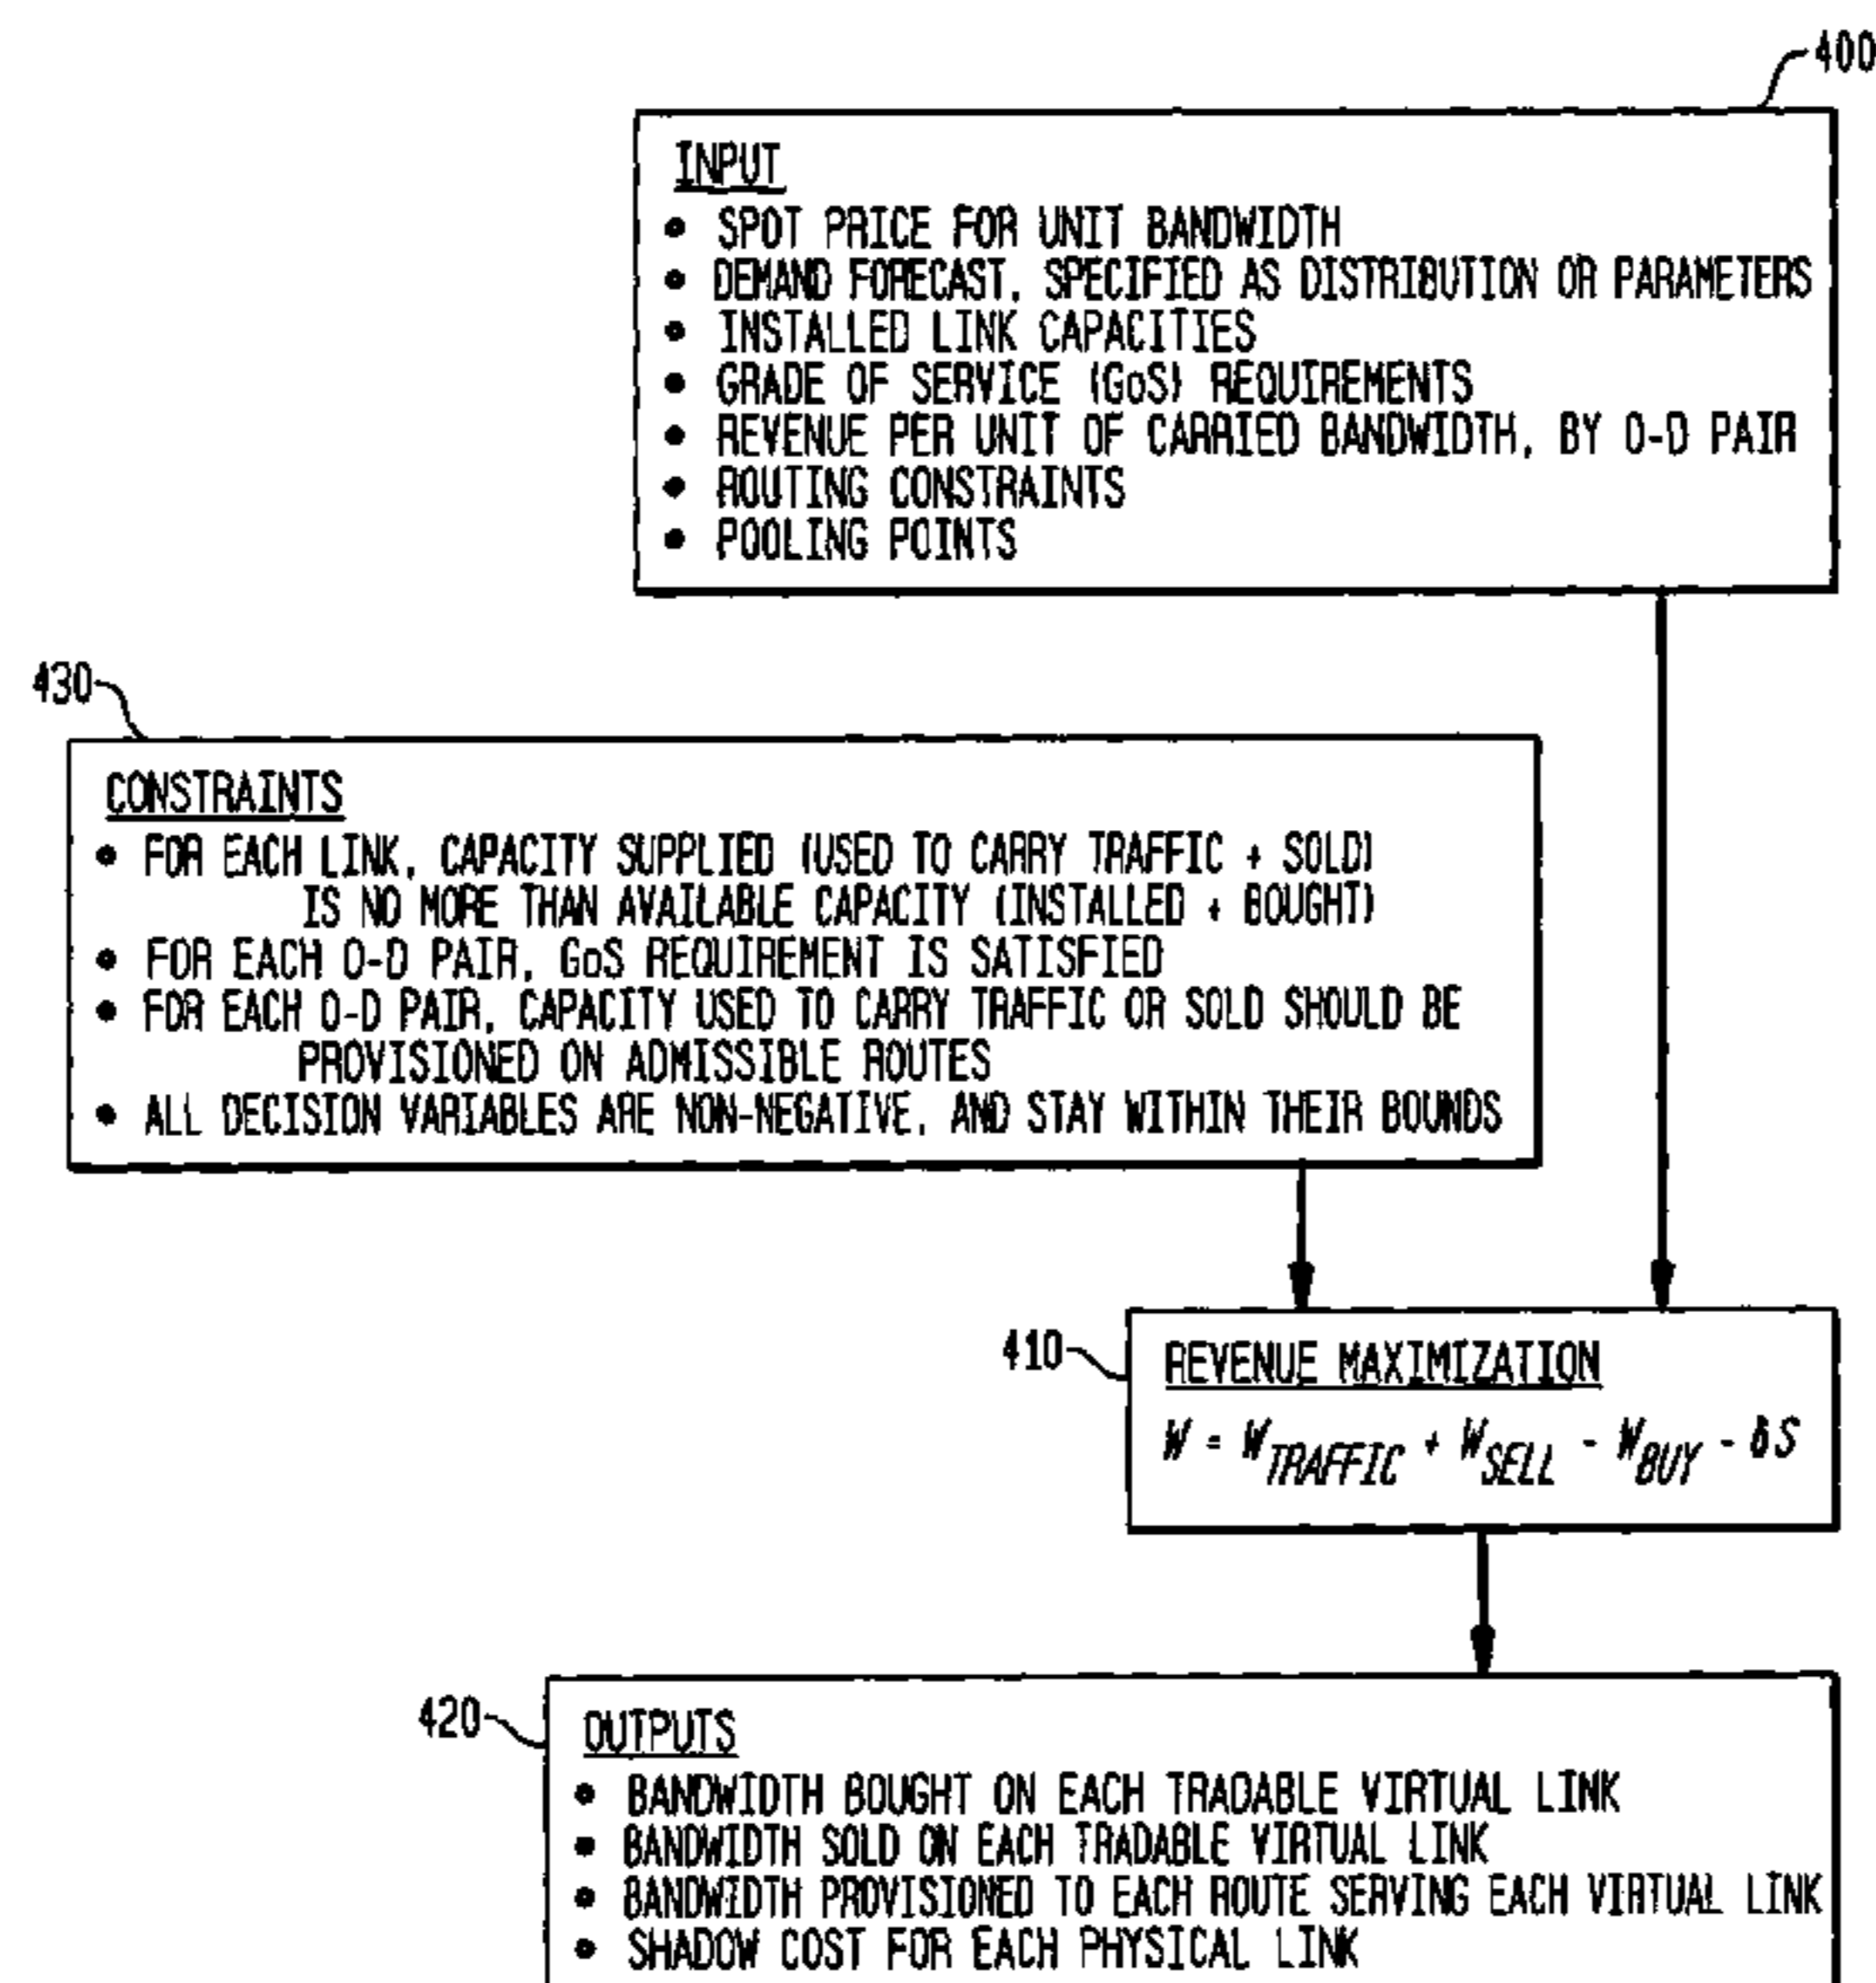 400
INPUT
• SPOT PRICE FOR UNIT BANDWIDTH
• DEMAND FORECAST, SPECIFIED AS DISTRIBUTION OR PARAMETERS
• INSTALLED LINK CAPACITIES
• GRADE OF SERVICE (GoS) REQUIREMENTS
• REVENUE PER UNIT OF CARRIED BANDWIDTH, BY O-D PAIR
• ROUTING CONSTRAINTS
• POOLING POINTS
430
CONSTRAINTS
• FOR EACH LINK, CAPACITY SUPPLIED (USED TO CARRY TRAFFIC + SOLD)
IS NO MORE THAN AVAILABLE CAPACITY (INSTALLED + BOUGHT)
• FOR EACH O-D PAIR, GoS REQUIREMENT IS SATISFIED
• FOR EACH O-D PAIR, CAPACITY USED TO CARRY TRAFFIC OR SOLD SHOULD BE
PROVISIONED ON ADMISSIBLE ROUTES
• ALL DECISION VARIABLES ARE NON-NEGATIVE, AND STAY WITHIN THEIR BOUNDS
410
REVENUE MAXIMIZATION
W = W TRAFFIC + W SELL - W BUY - δS
420
OUTPUTS
• BANDWIDTH BOUGHT ON EACH TRADABLE VIRTUAL LINK
• BANDWIDTH SOLD ON EACH TRADABLE VIRTUAL LINK
• BANDWIDTH PROVISIONED TO EACH ROUTE SERVING EACH VIRTUAL LINK
• SHADOW COST FOR EACH PHYSICAL LINK